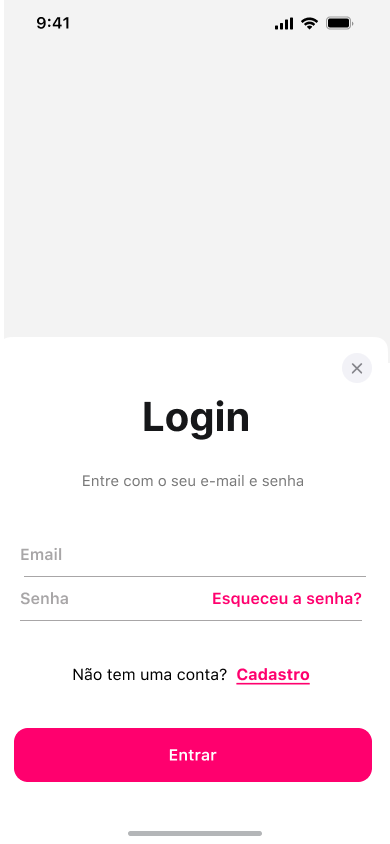 9:41
Login
Entre com o seu e-mail e senha
Email
Senha Esqueceu a senha?
Não tem uma conta? Cadastro
Entrar